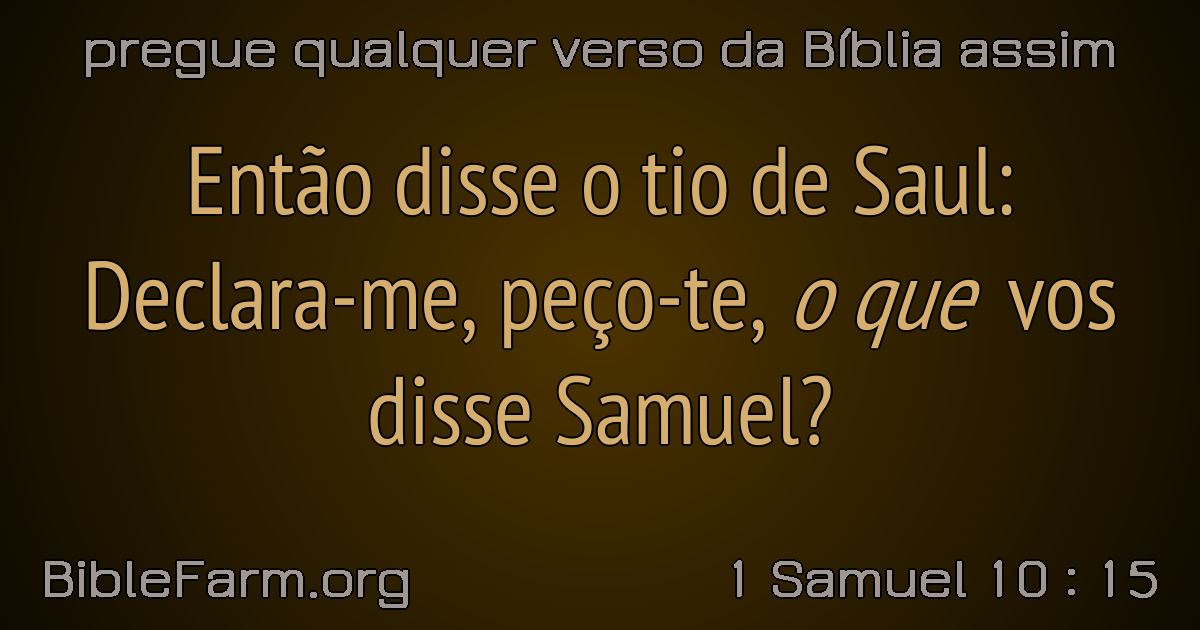 pregue qualquer verso da Bíblia assim
Então disse o tio de Saul:
Declara-me, peço-te, o que vos
disse Samuel?
BibleFarm.org
1 Samuel 10 : 15